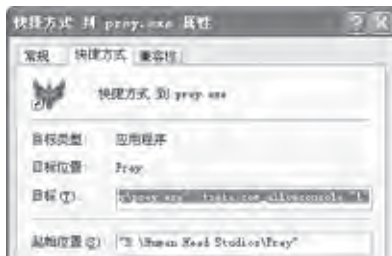 快捷方式 到 prey.exe 属性
常规 快捷方式 兼容性
快捷方式 到 prey.exe
目标类型: 应用程序
目标位置: Prey
目标(T):
起始位置(S): "E:\Human Head Studios\Prey"